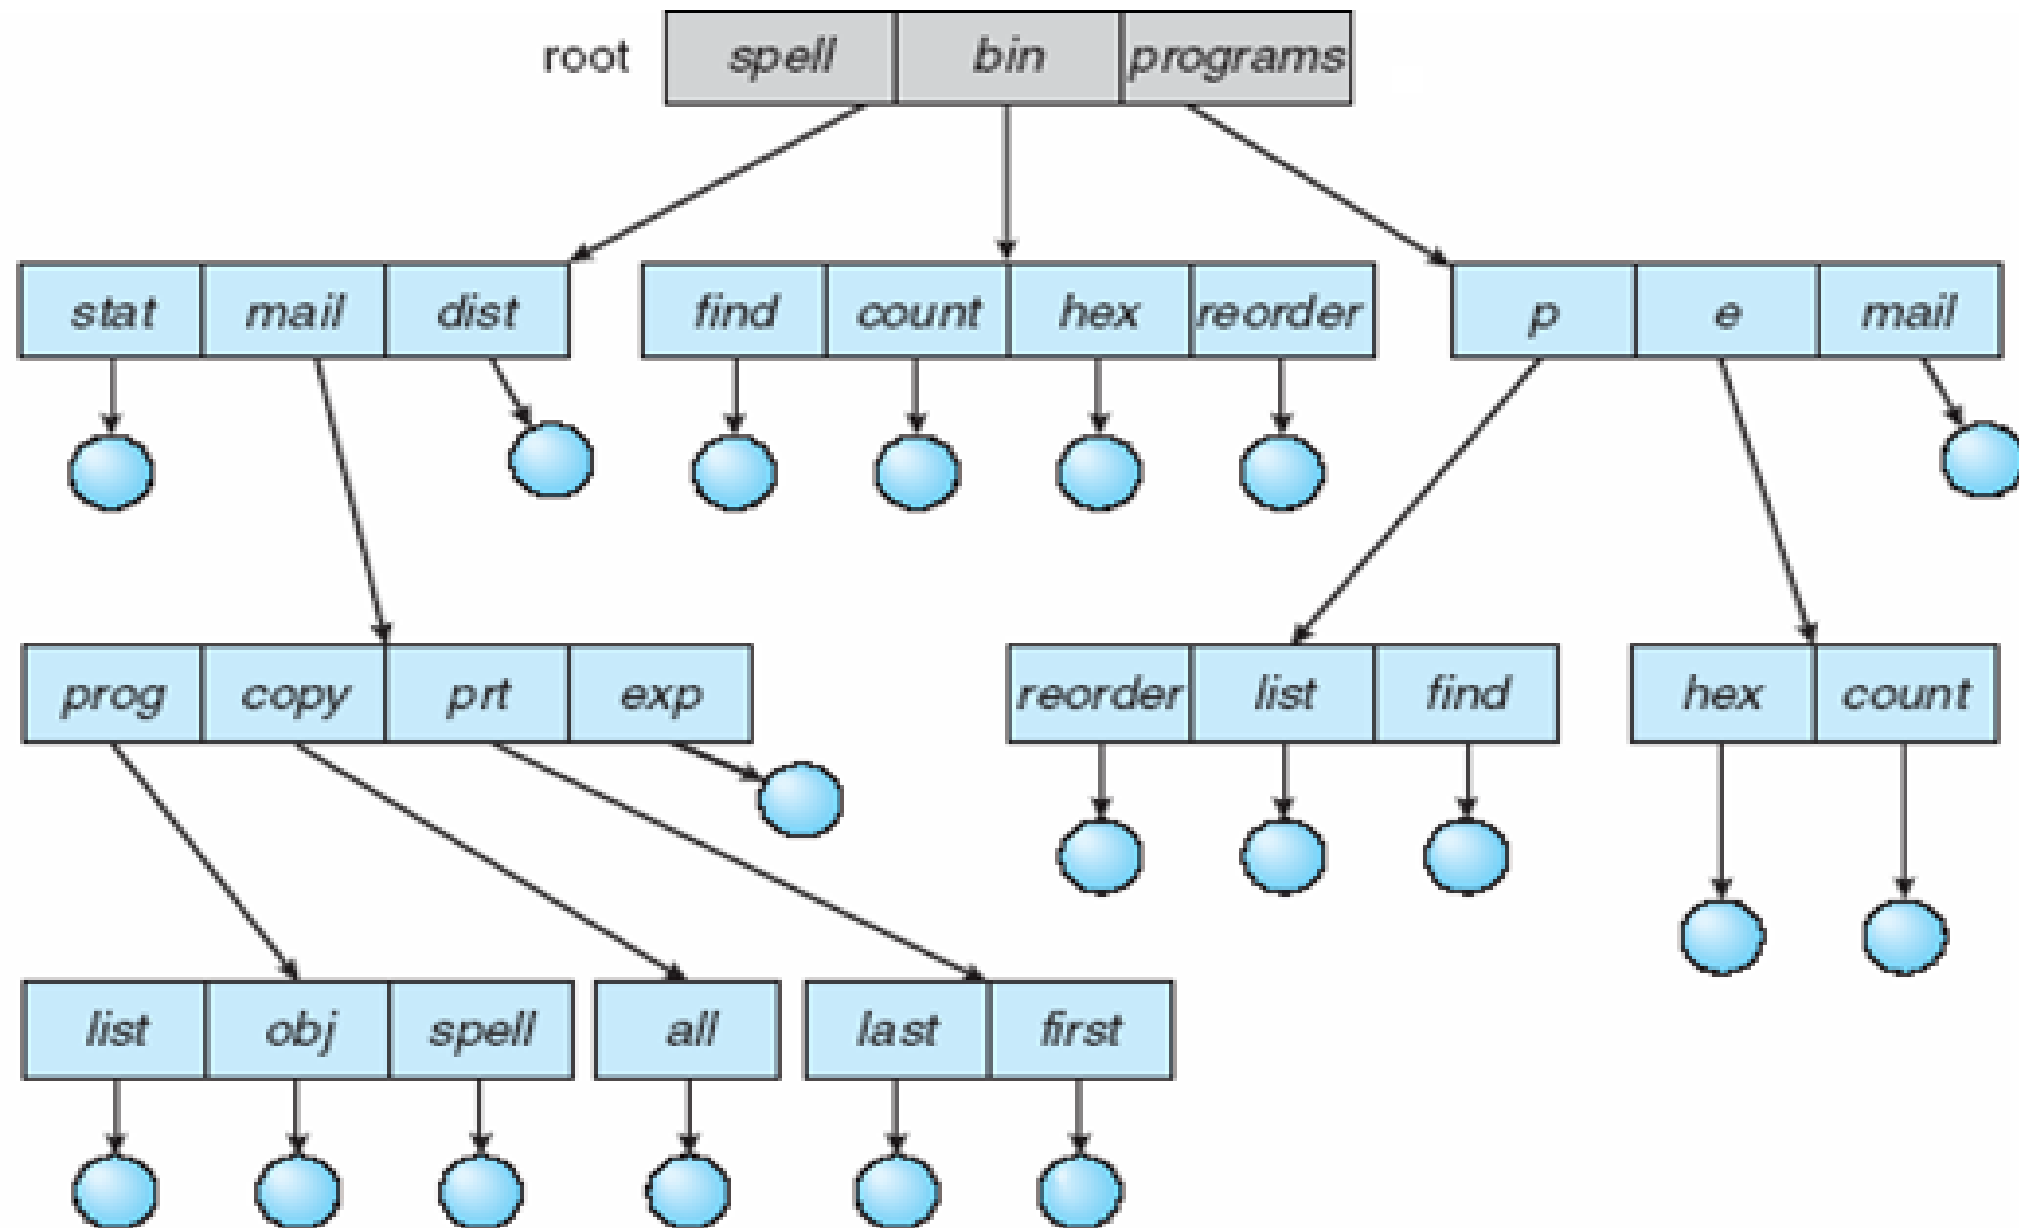 root spell bin programs
stat mail dist find count hex reorder p e mail
prog copy prt exp reorder list find hex count
list obj spell all last first